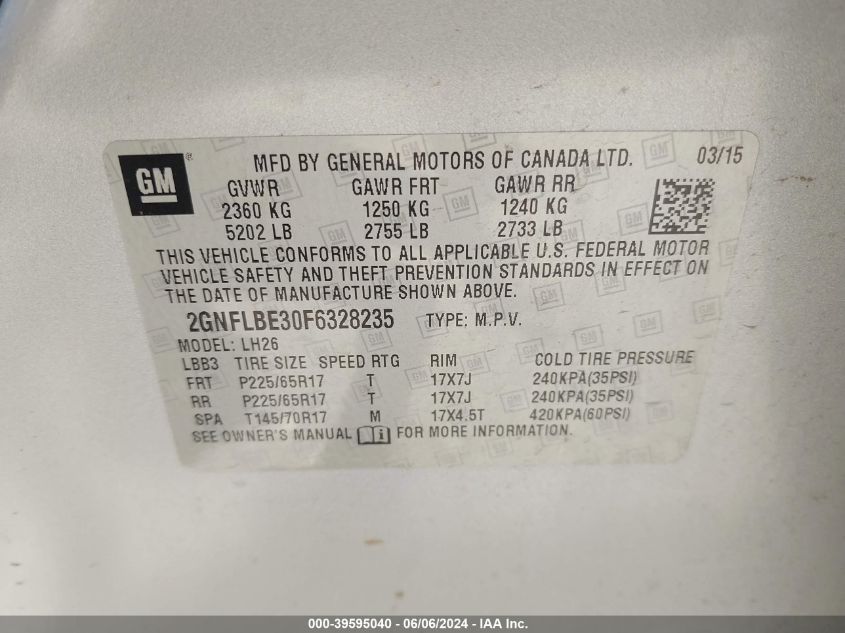 GM®
MFD BY GENERAL MOTORS OF CANADA LTD. 03/15
GVWR GAWR FRT GAWR RR
2360 KG 1250 KG 1240 KG
5202 LB 2755 LB 2733 LB
THIS VEHICLE CONFORMS TO ALL APPLICABLE U.S. FEDERAL MOTOR
VEHICLE SAFETY AND THEFT PREVENTION STANDARDS IN EFFECT ON
THE DATE OF MANUFACTURE SHOWN ABOVE.
2GNFLBE30F6328235 TYPE: M.P.V.
MODEL: LH26
LBB3 TIRE SIZE SPEED RTG RIM COLD TIRE PRESSURE
FRT P225/65R17 T 17X7J 240KPA(35PSI)
RR P225/65R17 T 17X7J 240KPA(35PSI)
SPA T145/70R17 M 17X4.5T 420KPA(60PSI)
SEE OWNER'S MANUAL i FOR MORE INFORMATION.
000-39595040 - 06/06/2024 - IAA Inc.